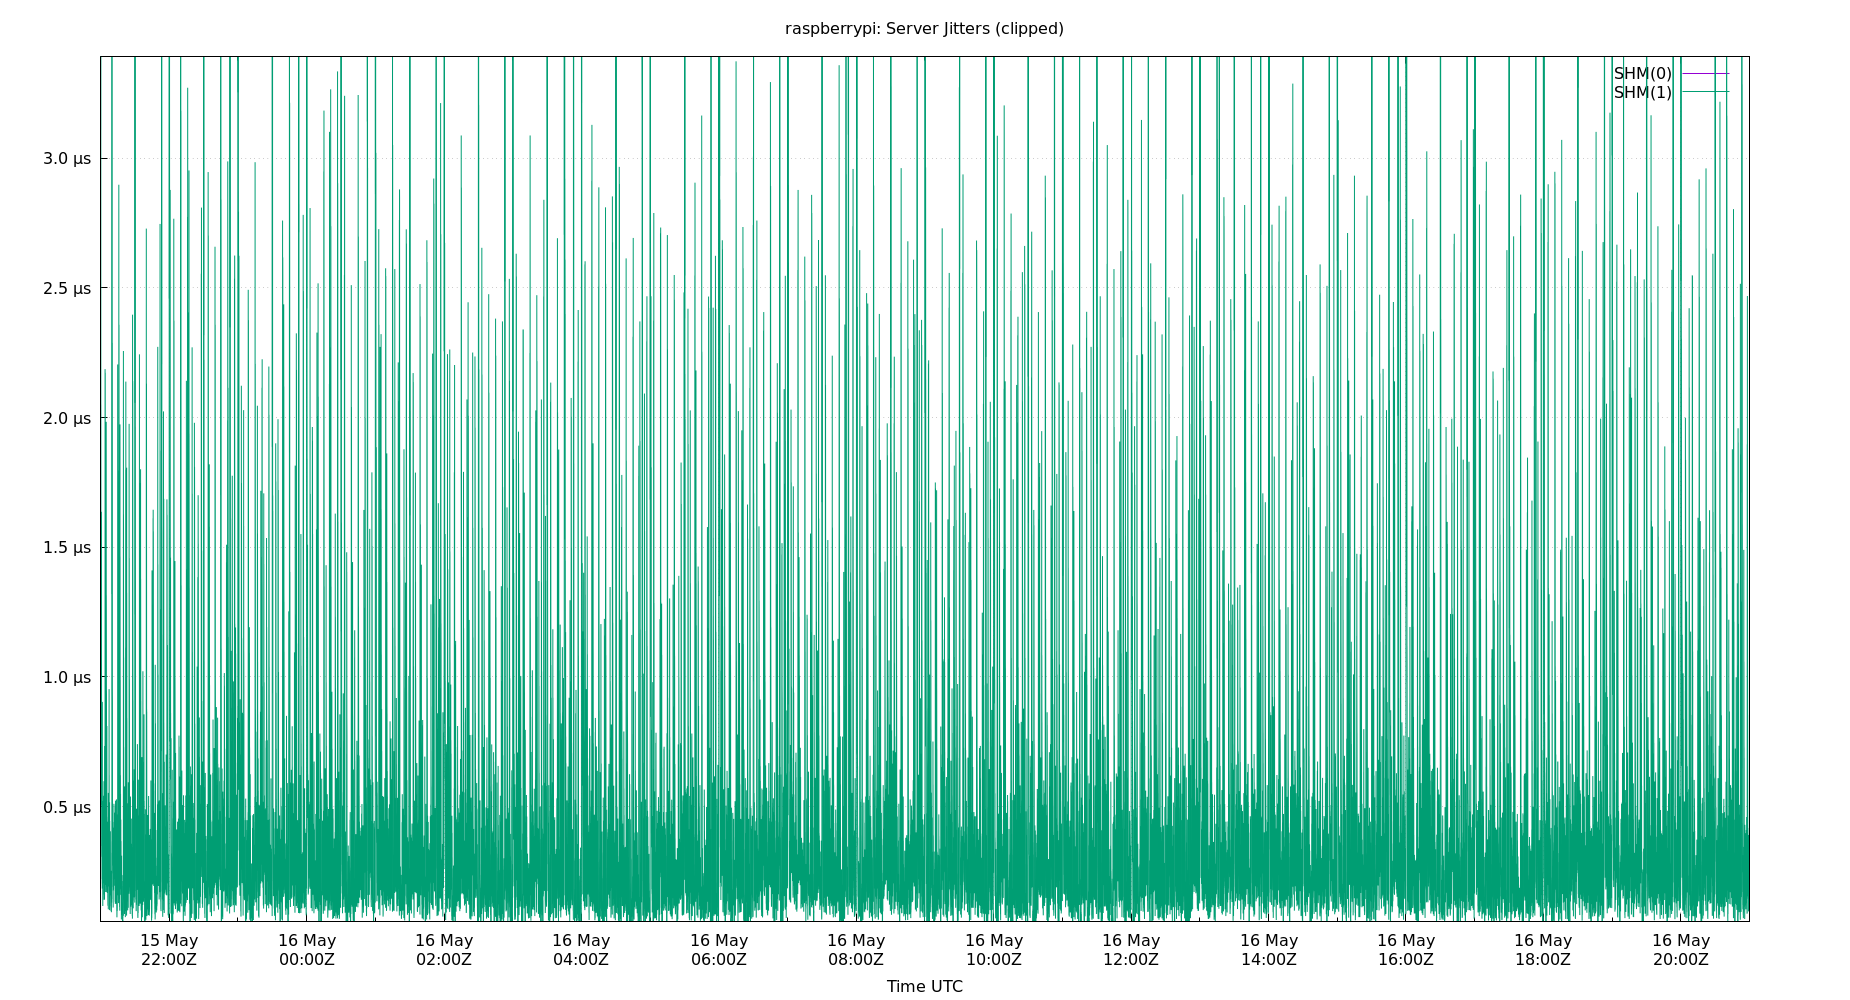 raspberrypi: Server Jitters (clipped)
SHM(0)
SHM(1)
3.0 µs
2.5 µs
2.0 µs
1.5 µs
1.0 µs
0.5 µs
15 May 16 May 16 May 16 May 16 May 16 May 16 May 16 May 16 May 16 May 16 May 16 May
22:00Z 00:00Z 02:00Z 04:00Z 06:00Z 08:00Z 10:00Z 12:00Z 14:00Z 16:00Z 18:00Z 20:00Z
Time UTC